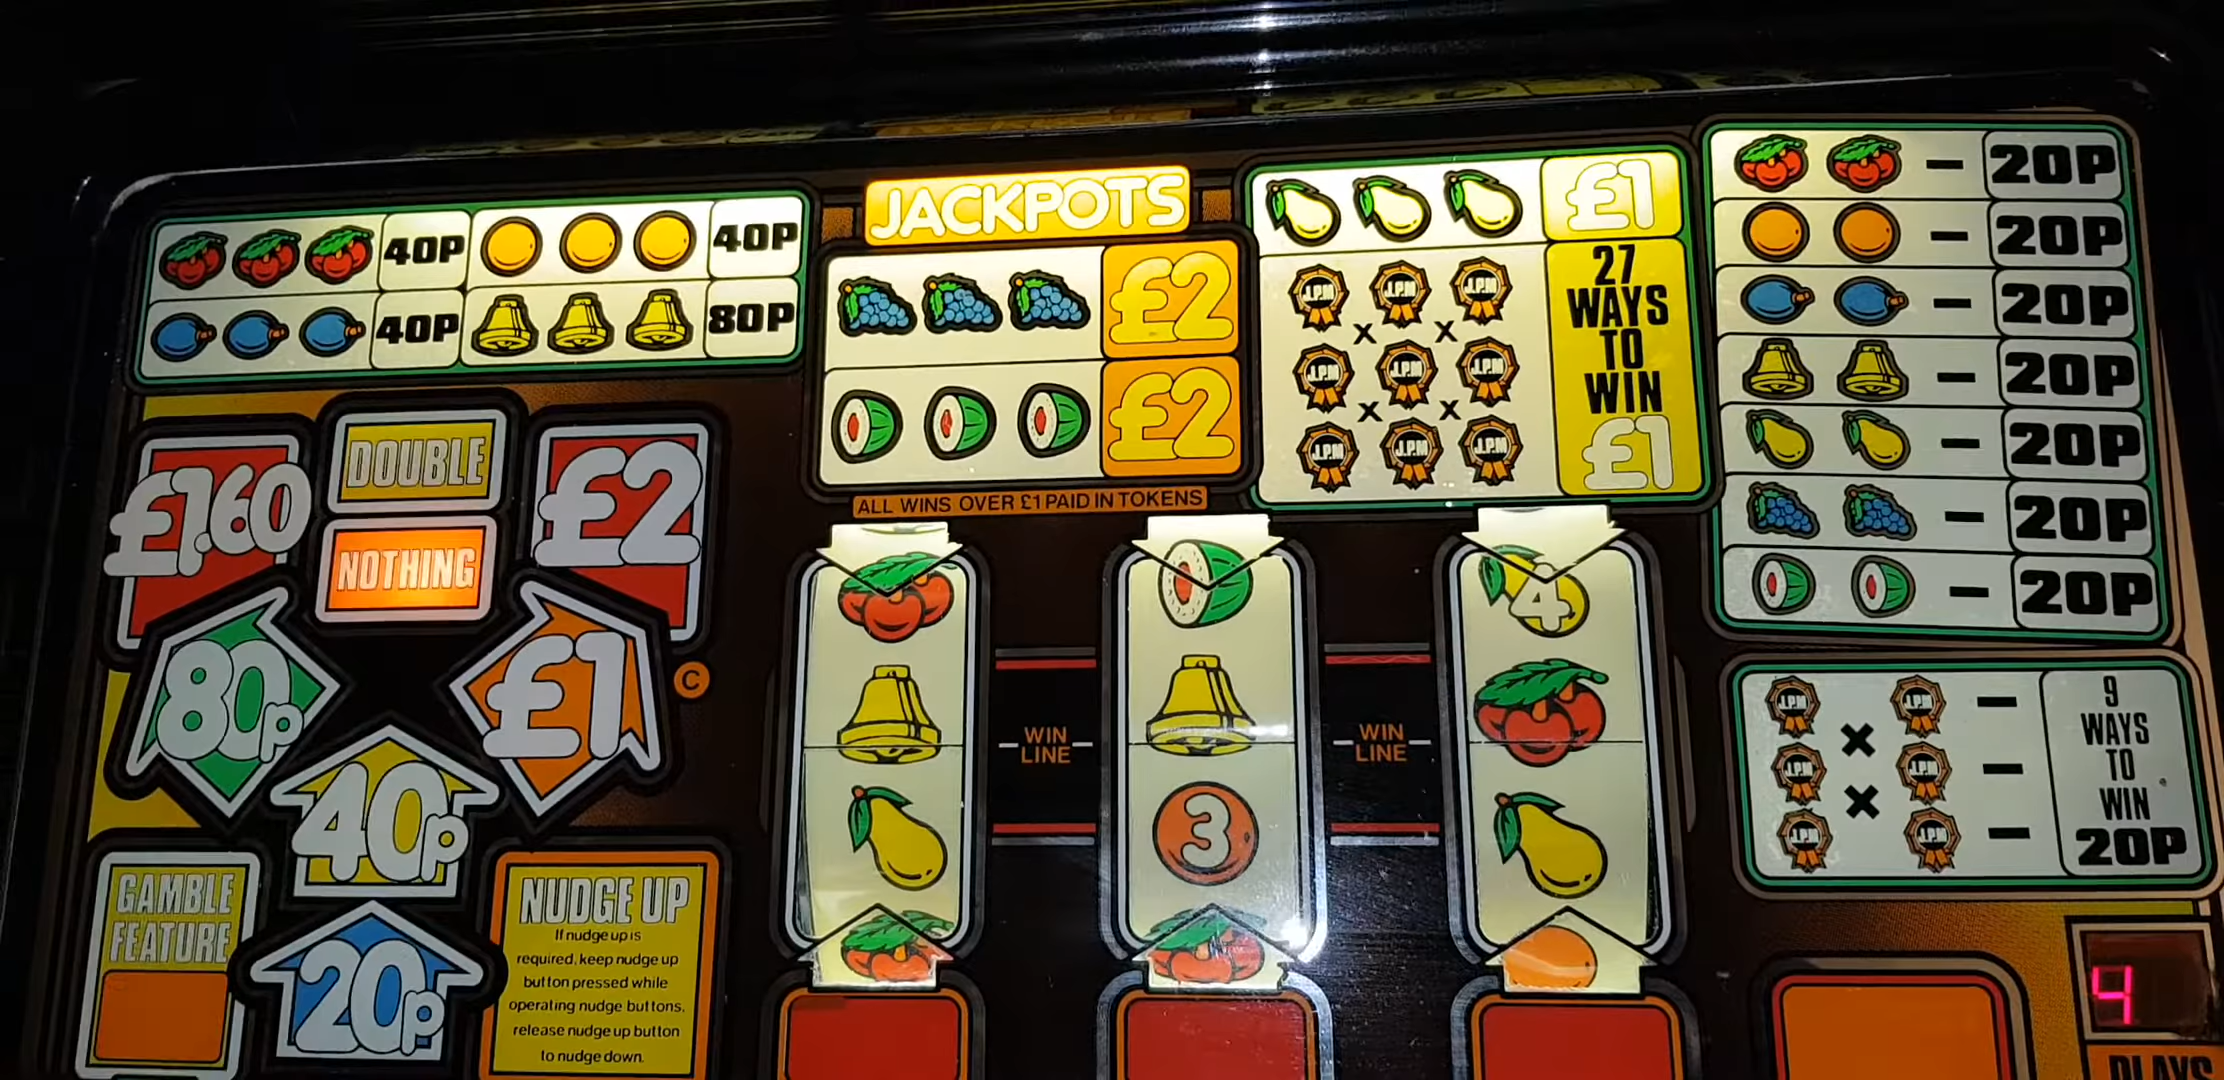 JACKPOTS
40P
40P
40P
80P
£2
£2
ALL WINS OVER £1 PAID IN TOKENS
£1
J.P.M J.P.M J.P.M
x x
J.P.M J.P.M J.P.M
x x
J.P.M J.P.M J.P.M
27
WAYS
TO
WIN
£1
– 20P
– 20P
– 20P
– 20P
– 20P
– 20P
– 20P
J.P.M J.P.M –
x
J.P.M J.P.M –
x
J.P.M J.P.M –
9
WAYS
TO
WIN
20P
£1.60
DOUBLE
NOTHING
£2
80p
£1
C
40p
20p
GAMBLE
FEATURE
NUDGE UP
If nudge up is
required, keep nudge up
button pressed while
operating nudge buttons,
release nudge up button
to nudge down.
4
WIN
LINE
WIN
LINE
3
9
PLAYS